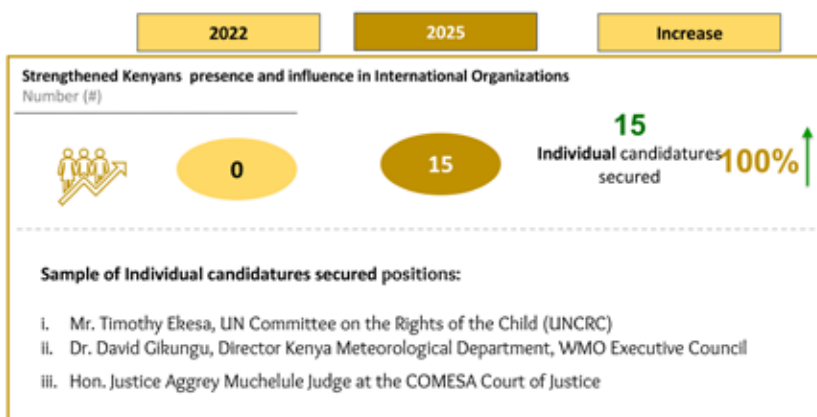 2022 2025 Increase
Strengthened Kenyans presence and influence in International Organizations
Number (#)
0 15 15
Individual candidatures 100%
secured
Sample of Individual candidatures secured positions:
i. Mr. Timothy Ekesa, UN Committee on the Rights of the Child (UNCRC)
ii. Dr. David Gikungu, Director Kenya Meteorological Department, WMO Executive Council
iii. Hon. Justice Aggrey Muchelule Judge at the COMESA Court of Justice